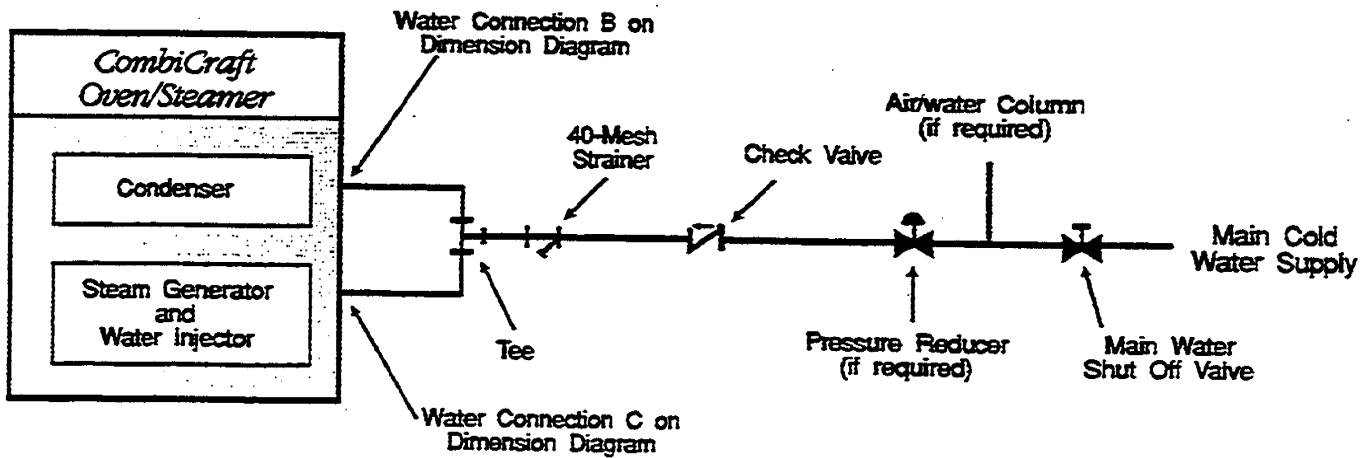 Water Connection B on
Dimension Diagram
CombiCraft
Oven/Steamer
Air/water Column
(if required)
40-Mesh
Strainer
Check Valve
Condenser
Main Cold
Water Supply
Steam Generator
and
Water Injector
Tee
Pressure Reducer
(if required)
Main Water
Shut Off Valve
Water Connection C on
Dimension Diagram